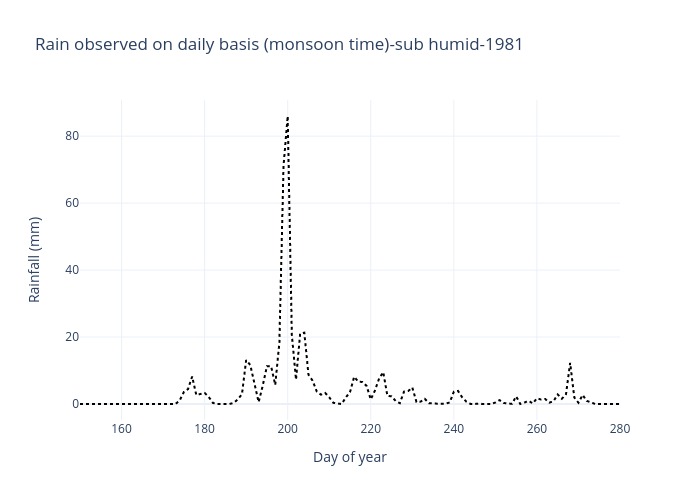 Rain observed on daily basis (monsoon time)-sub humid-1981
80
60
40
20
0
Rainfall (mm)
160 180 200 220 240 260 280
Day of year